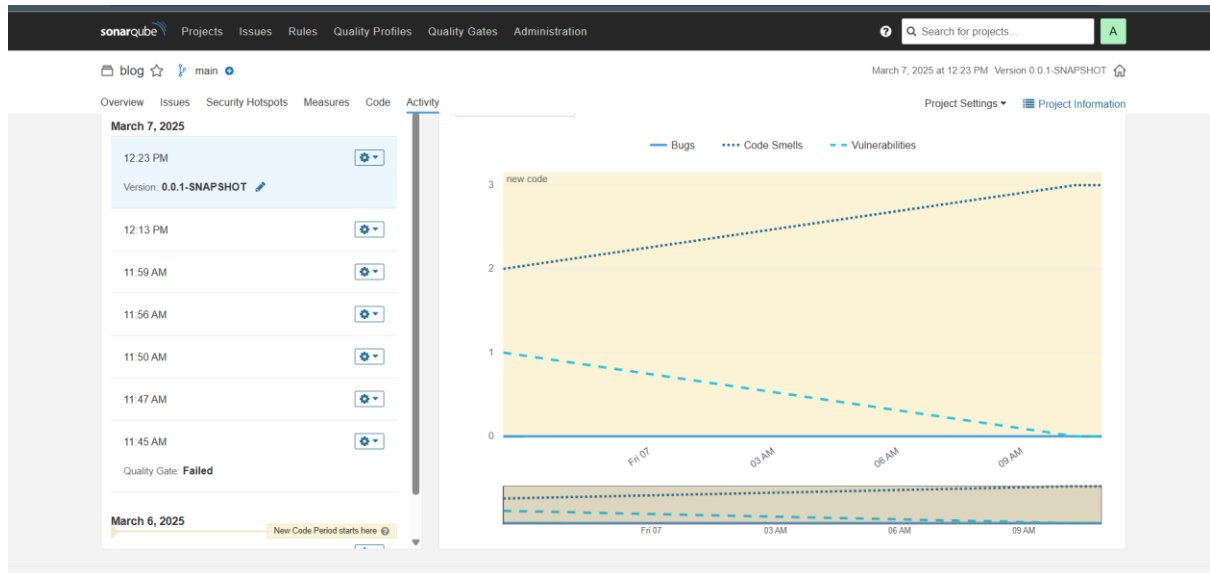 sonarqube Projects Issues Rules Quality Profiles Quality Gates Administration ? Search for projects... A
blog main March 7, 2025 at 12:23 PM Version 0.0.1-SNAPSHOT
Overview Issues Security Hotspots Measures Code Activity Project Settings Project Information
March 7, 2025
12:23 PM
Version: 0.0.1-SNAPSHOT
12:13 PM
11:59 AM
11:56 AM
11:50 AM
11:47 AM
11:45 AM
Quality Gate: Failed
March 6, 2025
New Code Period starts here ?
Bugs Code Smells Vulnerabilities
new code
3
2
1
0
Fri 07 03 AM 06 AM 09 AM
Fri 07 03 AM 06 AM 09 AM